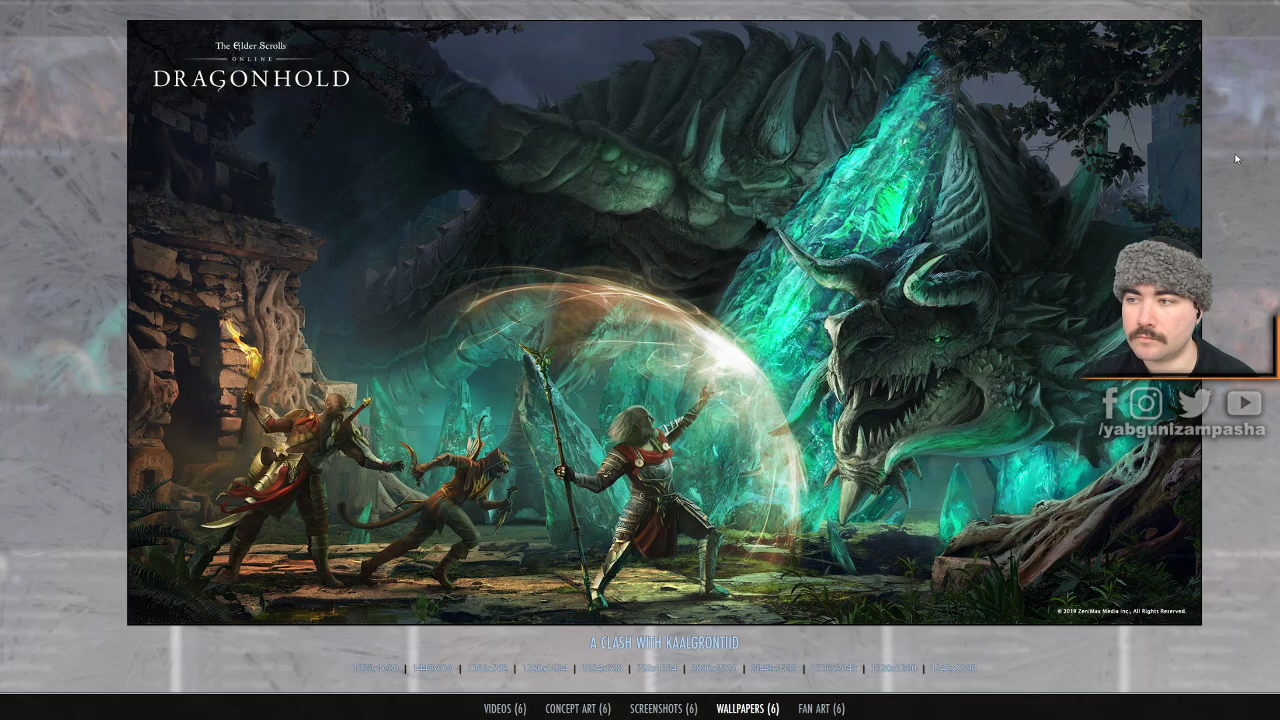 The Elder Scrolls
ONLINE
DRAGONHOLD
/yabgunizampasha
© 2019 ZeniMax Media Inc., All Rights Reserved.
A CLASH WITH KAALGRONTIID
VIDEOS (6) CONCEPT ART (6) SCREENSHOTS (6) WALLPAPERS (6) FAN ART (6)